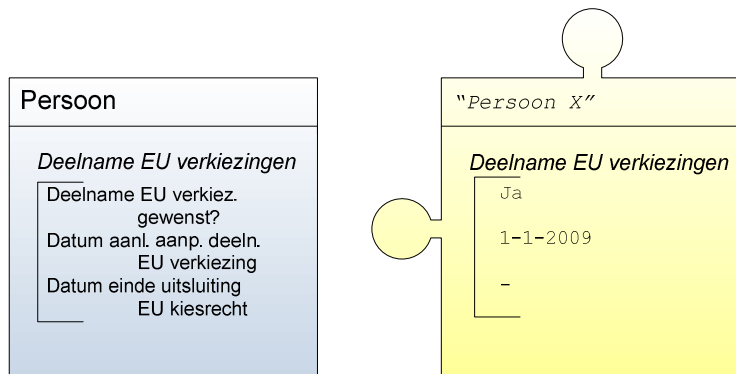 Persoon
Deelname EU verkiezingen
Deelname EU verkiez.
gewenst?
Datum aanl. aanp. deeln.
EU verkiezing
Datum einde uitsluiting
EU kiesrecht
“Persoon X”
Deelname EU verkiezingen
Ja
1-1-2009
-